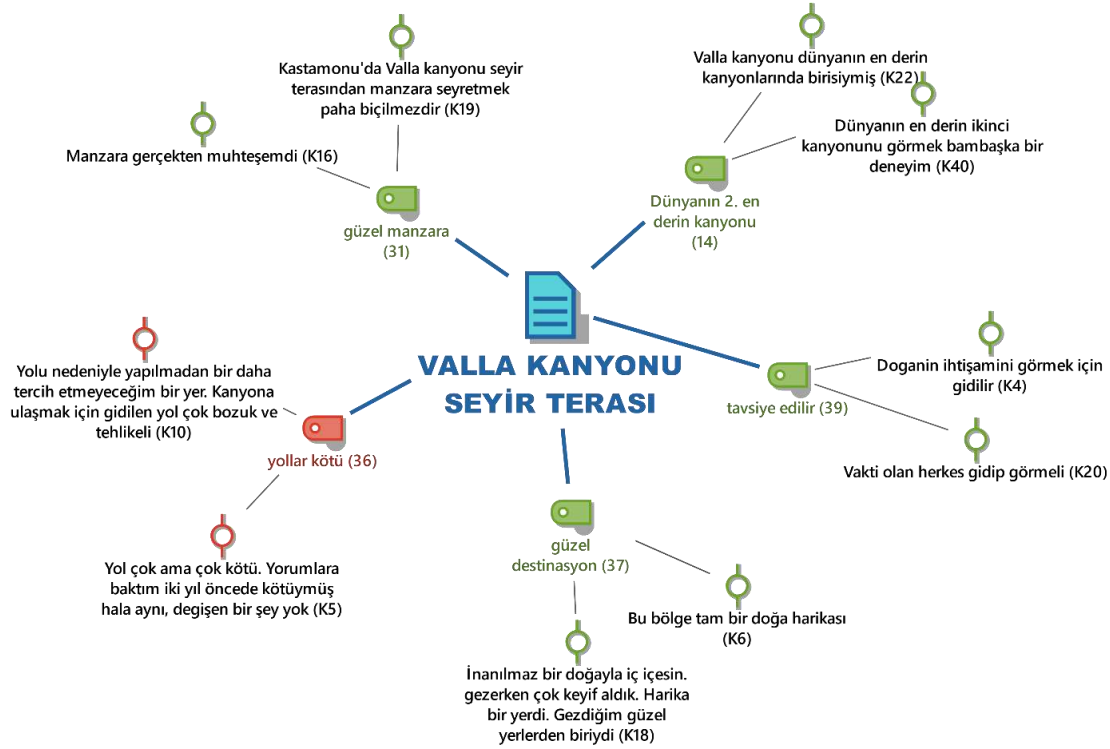 Kastamonu'da Valla kanyonu seyir
terasından manzara seyretmek
paha biçilmezdir (K19)
Manzara gerçekten muhteşemdi (K16)
güzel manzara
(31)
Valla kanyonu dünyanın en derin
kanyonlarında birisiymiş (K22)
Dünyanın en derin ikinci
kanyonunu görmek bambaşka bir
deneyim (K40)
Dünyanın 2. en
derin kanyonu
(14)
VALLA KANYONU
SEYİR TERASI
Yolu nedeniyle yapılmadan bir daha
tercih etmeyeceğim bir yer. Kanyona
ulaşmak için gidilen yol çok bozuk ve
tehlikeli (K10)
yollar kötü (36)
Yol çok ama çok kötü. Yorumlara
baktım iki yıl öncede kötüymüş
hala aynı, degişen bir şey yok (K5)
Doganin ihtişamini görmek için
gidilir (K4)
tavsiye edilir (39)
Vakti olan herkes gidip görmeli (K20)
güzel
destinasyon (37)
Bu bölge tam bir doğa harikası
(K6)
İnanılmaz bir doğayla iç içesin.
gezerken çok keyif aldık. Harika
bir yerdi. Gezdiğim güzel
yerlerden biriydi (K18)